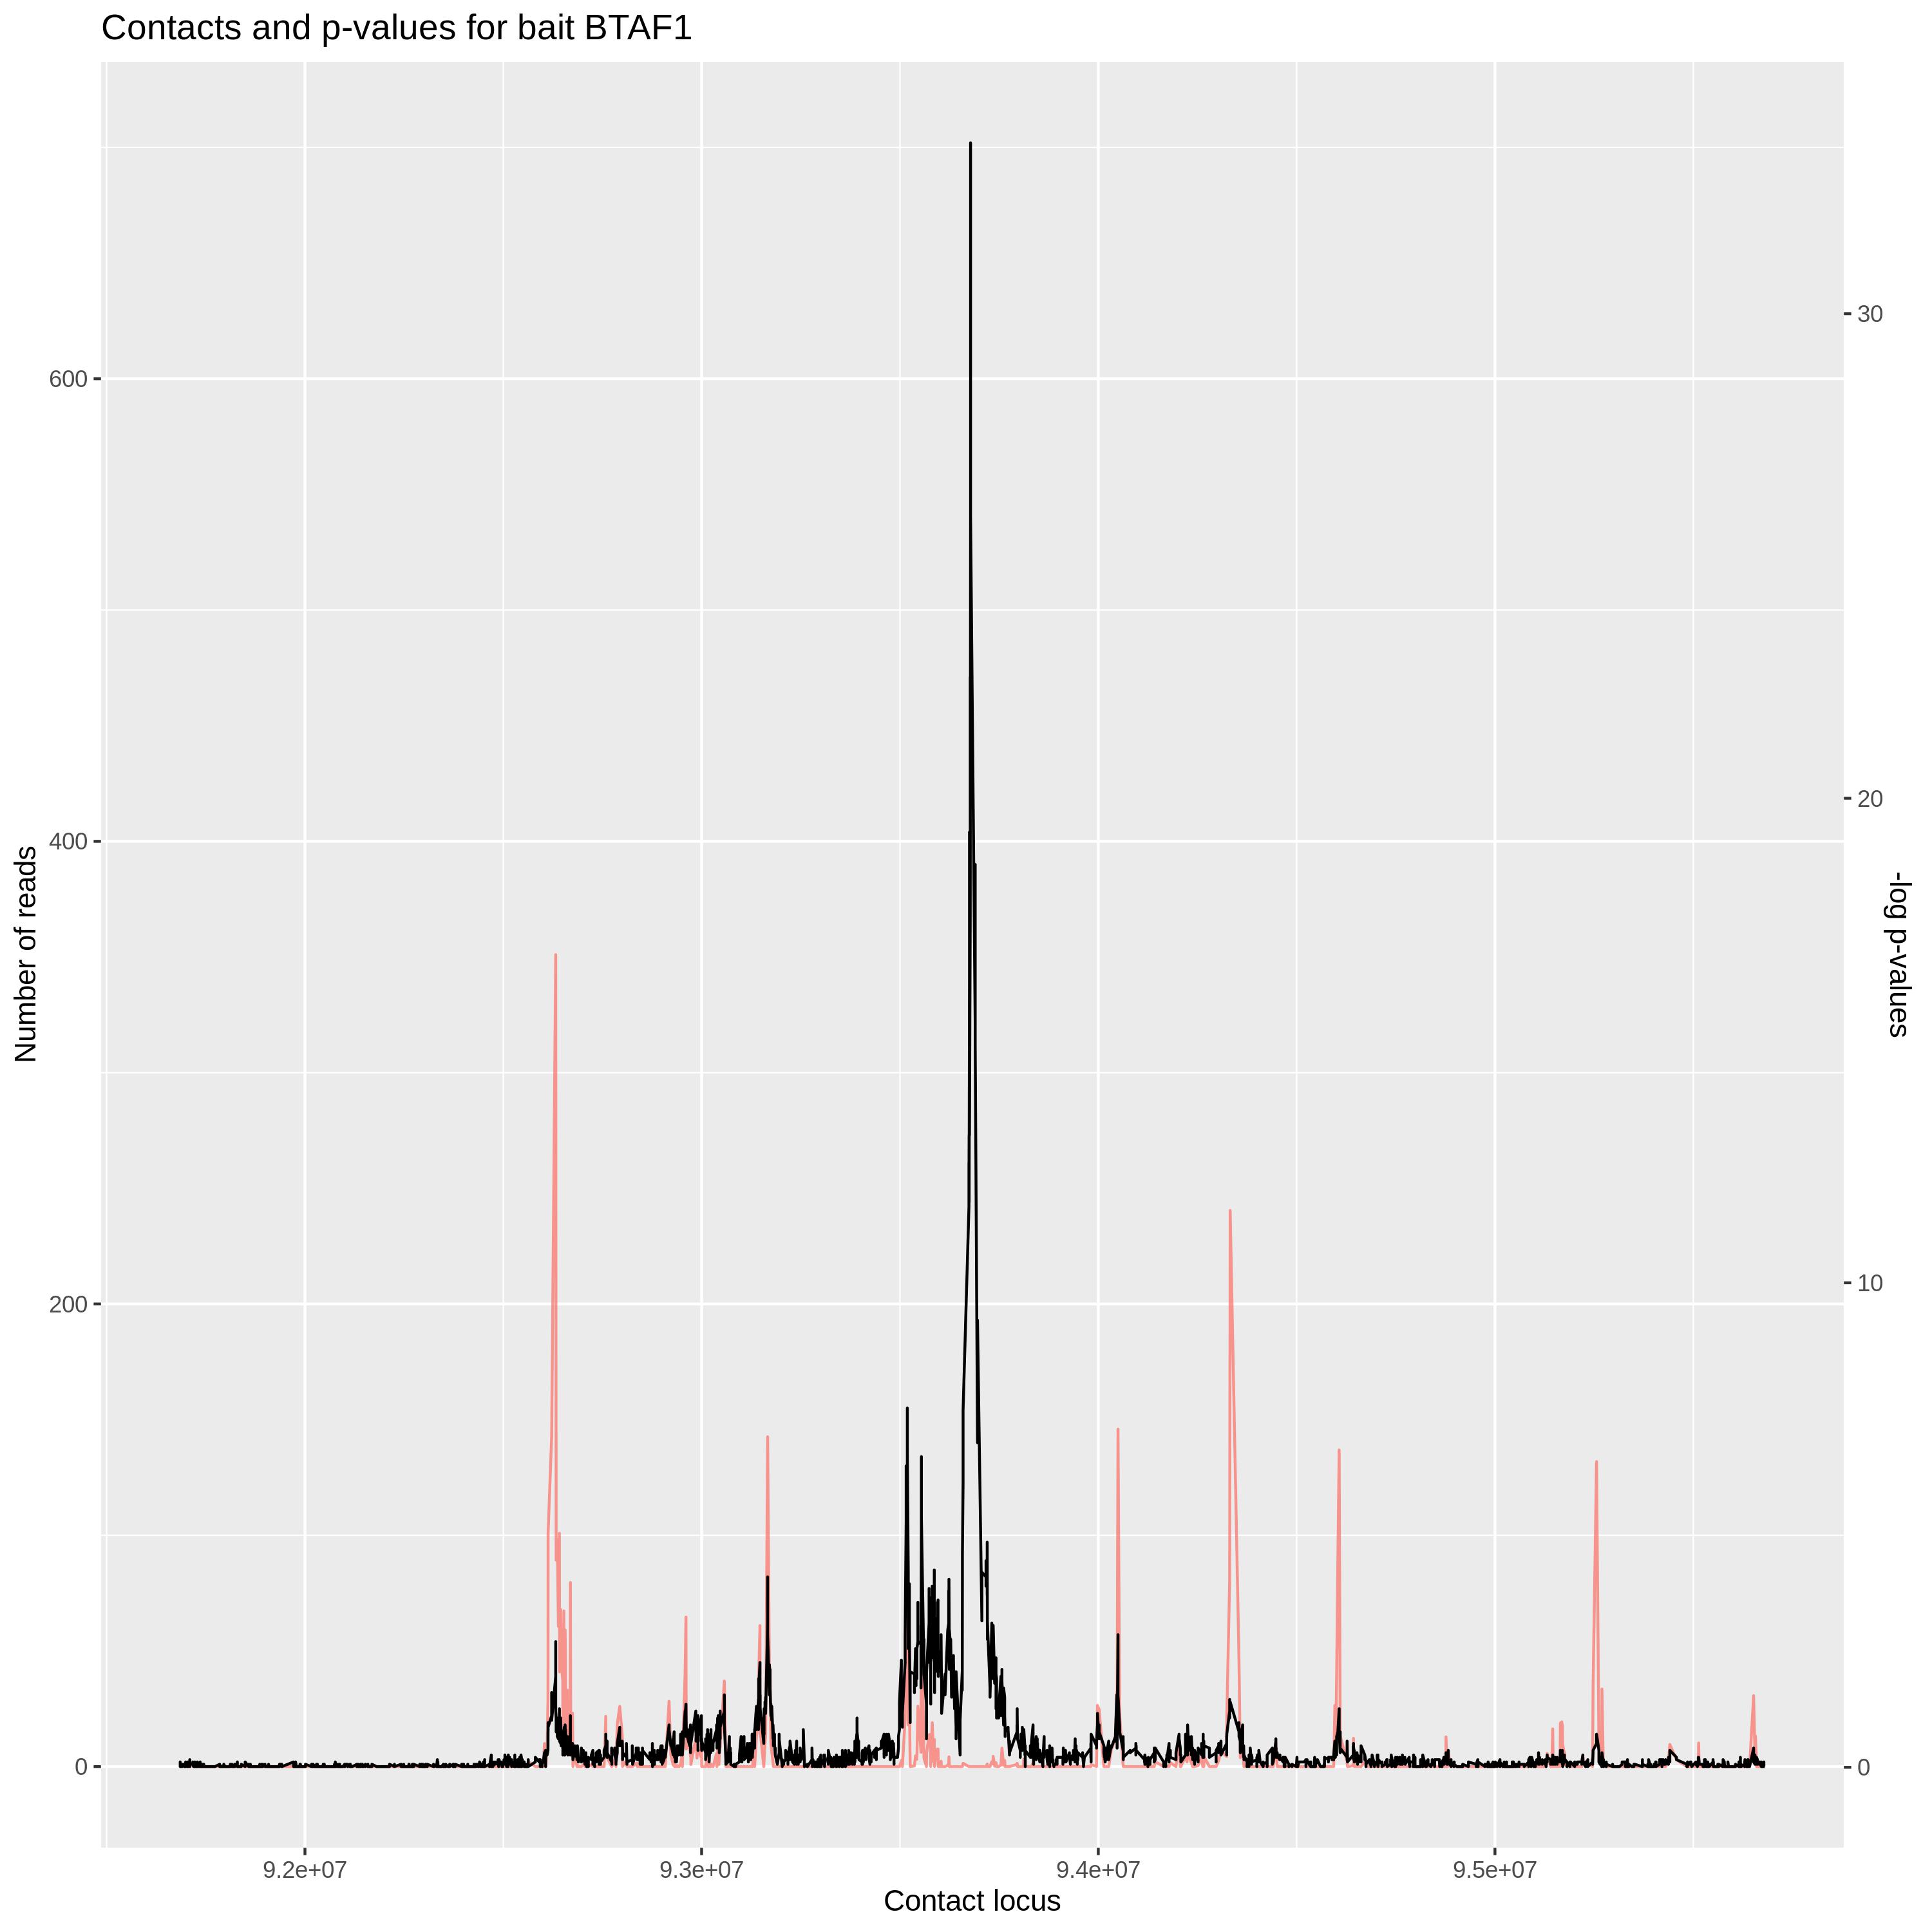 Contacts and p-values for bait BTAF1
Number of reads
600
400
200
0
-log p-values
30
20
10
0
9.2e+07
9.3e+07
9.4e+07
9.5e+07
Contact locus